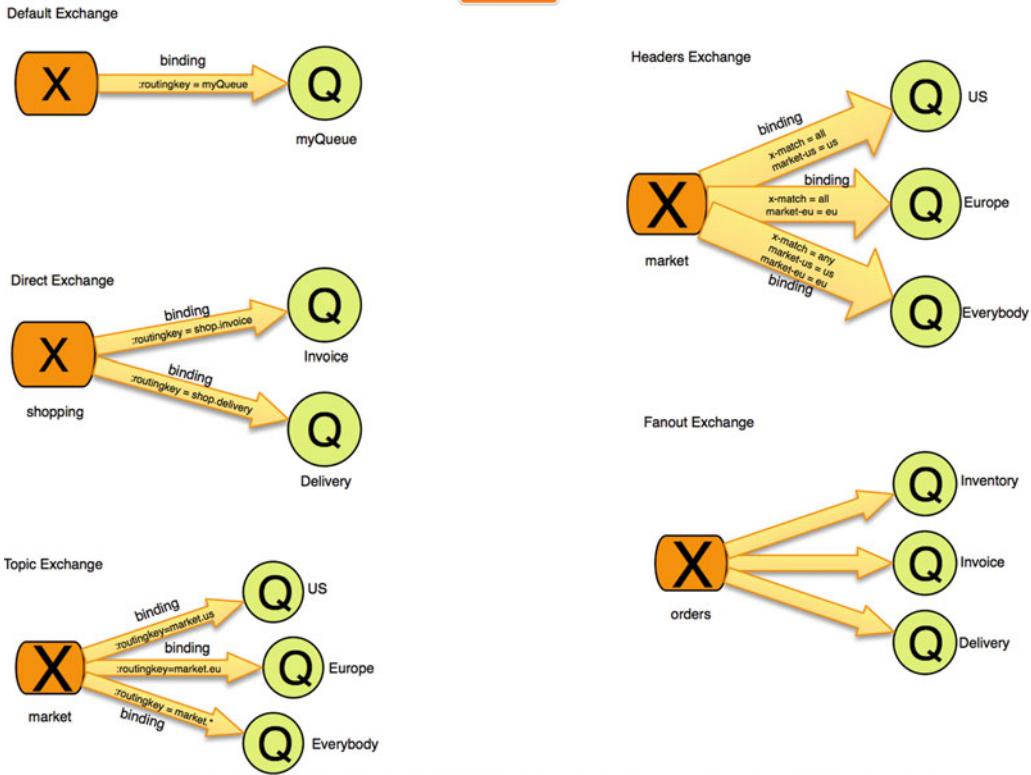 Default Exchange
X
binding
:routingkey = myQueue
Q
myQueue
Direct Exchange
X
shopping
binding
:routingkey = shop.invoice
Q
Invoice
binding
:routingkey = shop.delivery
Q
Delivery
Topic Exchange
X
market
binding
:routingkey=market.us
Q
US
binding
:routingkey=market.eu
Q
Europe
:routingkey = market.*
binding
Q
Everybody
Headers Exchange
X
market
binding
x-match = all
market-us = us
Q
US
binding
x-match = all
market-eu = eu
Q
Europe
x-match = any
market-us = us
market-eu = eu
binding
Q
Everybody
Fanout Exchange
X
orders
Q
Inventory
Q
Invoice
Q
Delivery